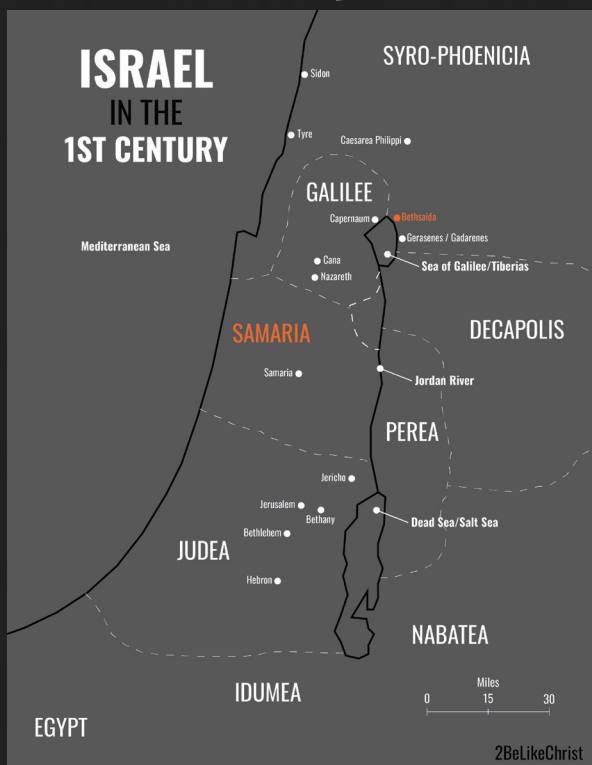 ISRAEL
IN THE
1ST CENTURY
SYRO-PHOENICIA
Sidon
Tyre
Caesarea Philippi
GALILEE
Capernaum
Bethsaida
Gerasenes / Gadarenes
Mediterranean Sea
Cana
Sea of Galilee/Tiberias
Nazareth
SAMARIA
DECAPOLIS
Samaria
Jordan River
PEREA
Jericho
Jerusalem
Bethany
Dead Sea/Salt Sea
Bethlehem
JUDEA
Hebron
NABATEA
IDUMEA
Miles
0 15 30
EGYPT
2BeLikeChrist